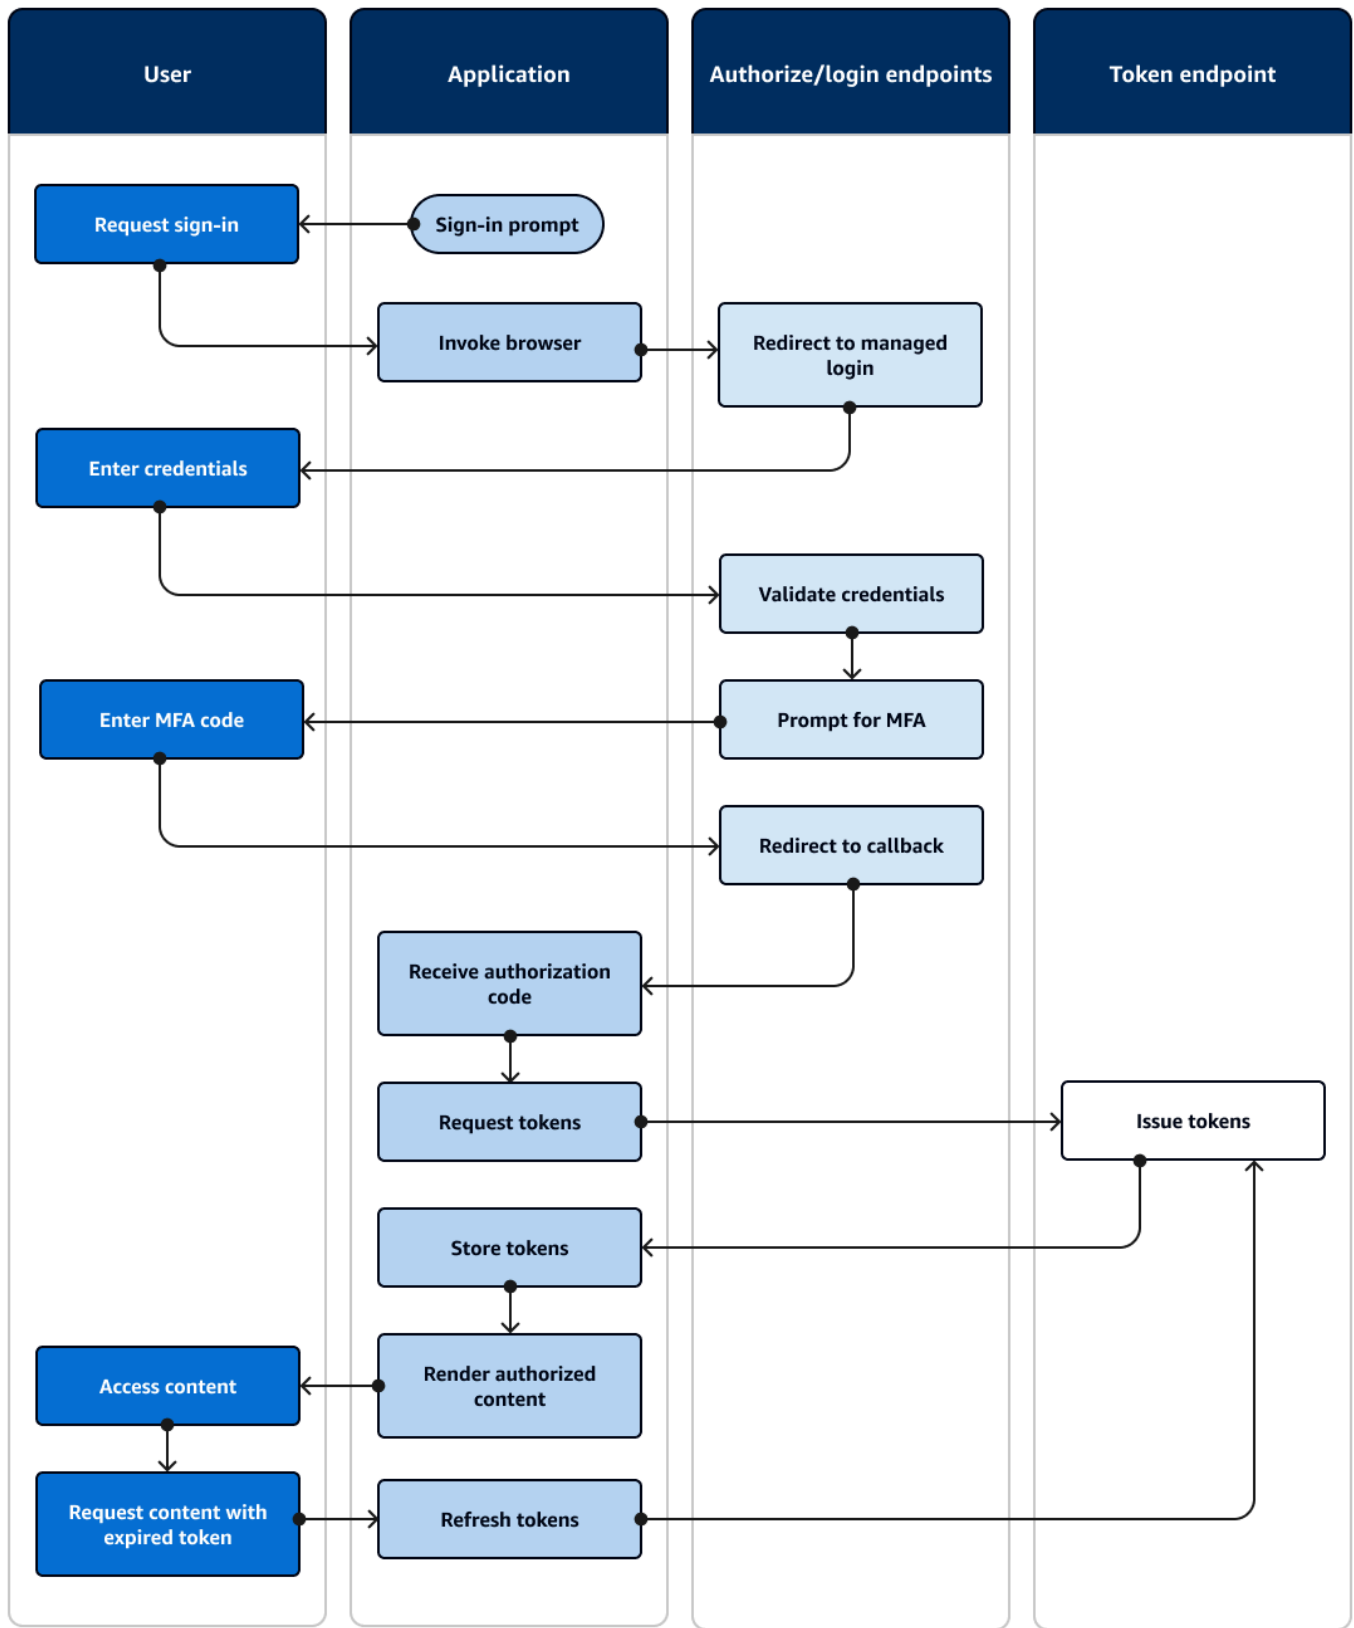 User
Application
Authorize/login endpoints
Token endpoint
Request sign-in
Sign-in prompt
Invoke browser
Redirect to managed
login
Enter credentials
Validate credentials
Enter MFA code
Prompt for MFA
Redirect to callback
Receive authorization
code
Request tokens
Issue tokens
Store tokens
Access content
Render authorized
content
Request content with
expired token
Refresh tokens